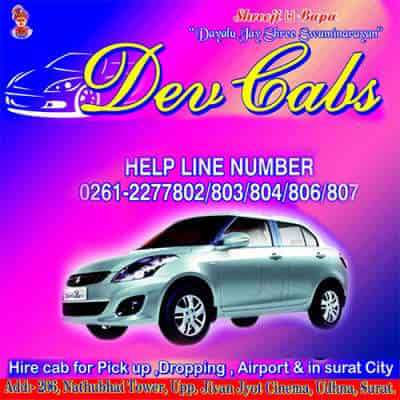 Shreeji Bapa
"Dayalu Jay Shree Swaminarayan"
Dev Cabs
HELP LINE NUMBER
0261-2277802/803/804/806/807
Hire cab for Pick up ,Dropping , Airport & in surat City
Add:- 286, Nathubhai Tower, Upp. Jivan Jyot Cinema, Udhna, Surat.